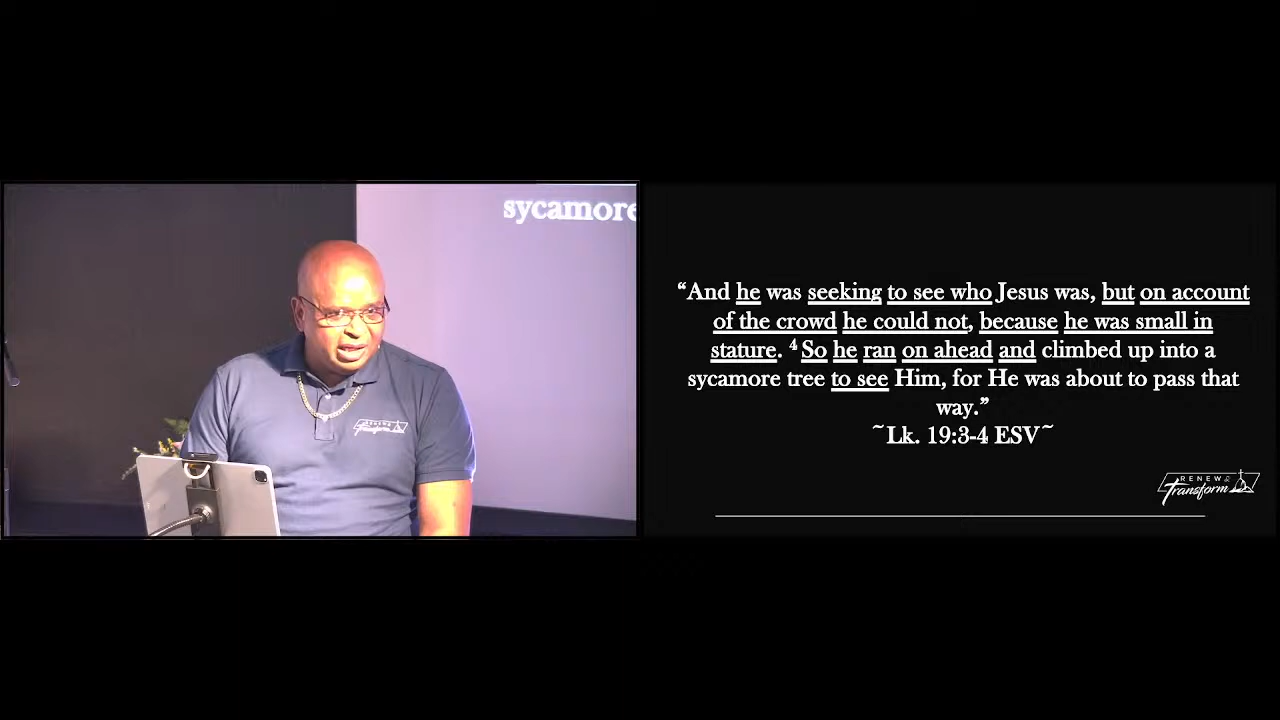 sycamore
RENEW &
Transform
“And he was seeking to see who Jesus was, but on account
of the crowd he could not, because he was small in
stature. ⁴ So he ran on ahead and climbed up into a
sycamore tree to see Him, for He was about to pass that
way.”
~Lk. 19:3-4 ESV~
RENEW &
Transform